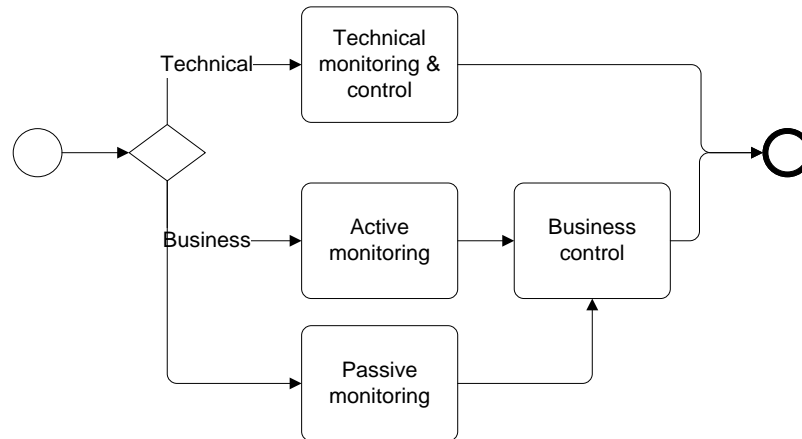 Technical
Technical
monitoring &
control
Business
Active
monitoring
Business
control
Passive
monitoring